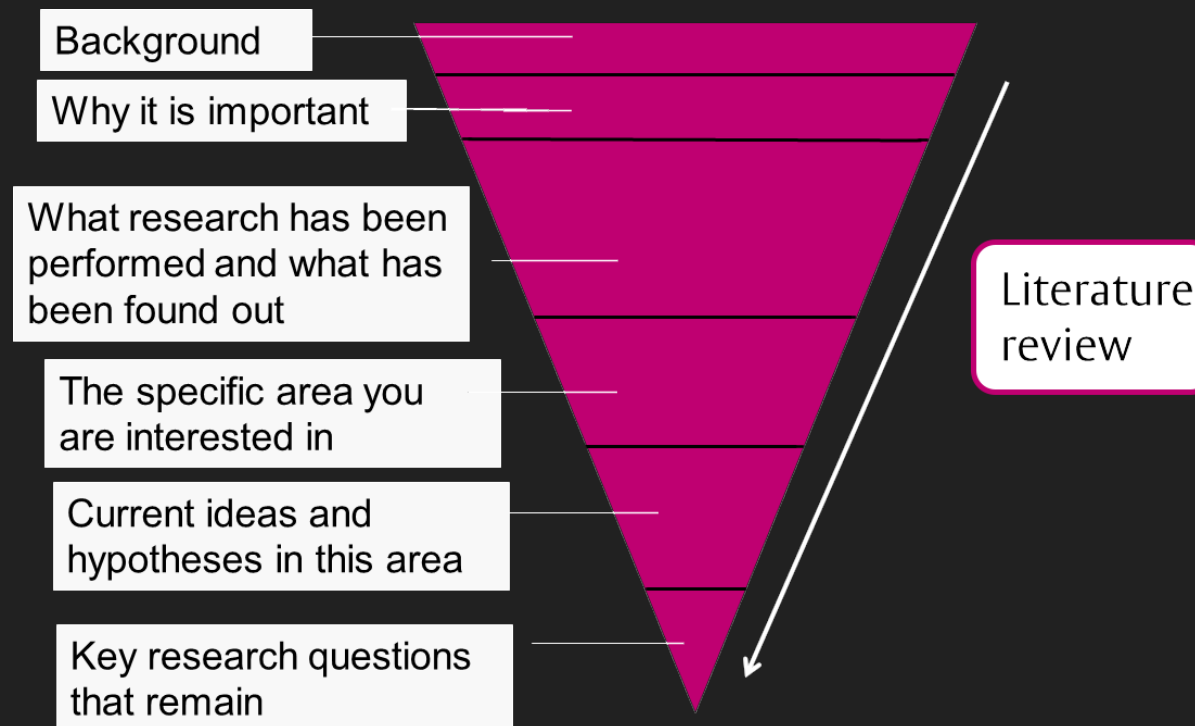 Background
Why it is important
What research has been
performed and what has
been found out
The specific area you
are interested in
Current ideas and
hypotheses in this area
Key research questions
that remain
Literature
review